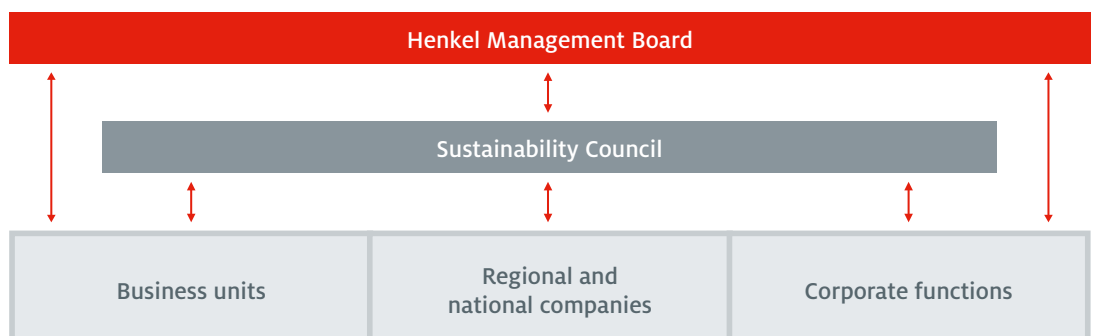 Henkel Management Board
Sustainability Council
Business units
Regional and
national companies
Corporate functions